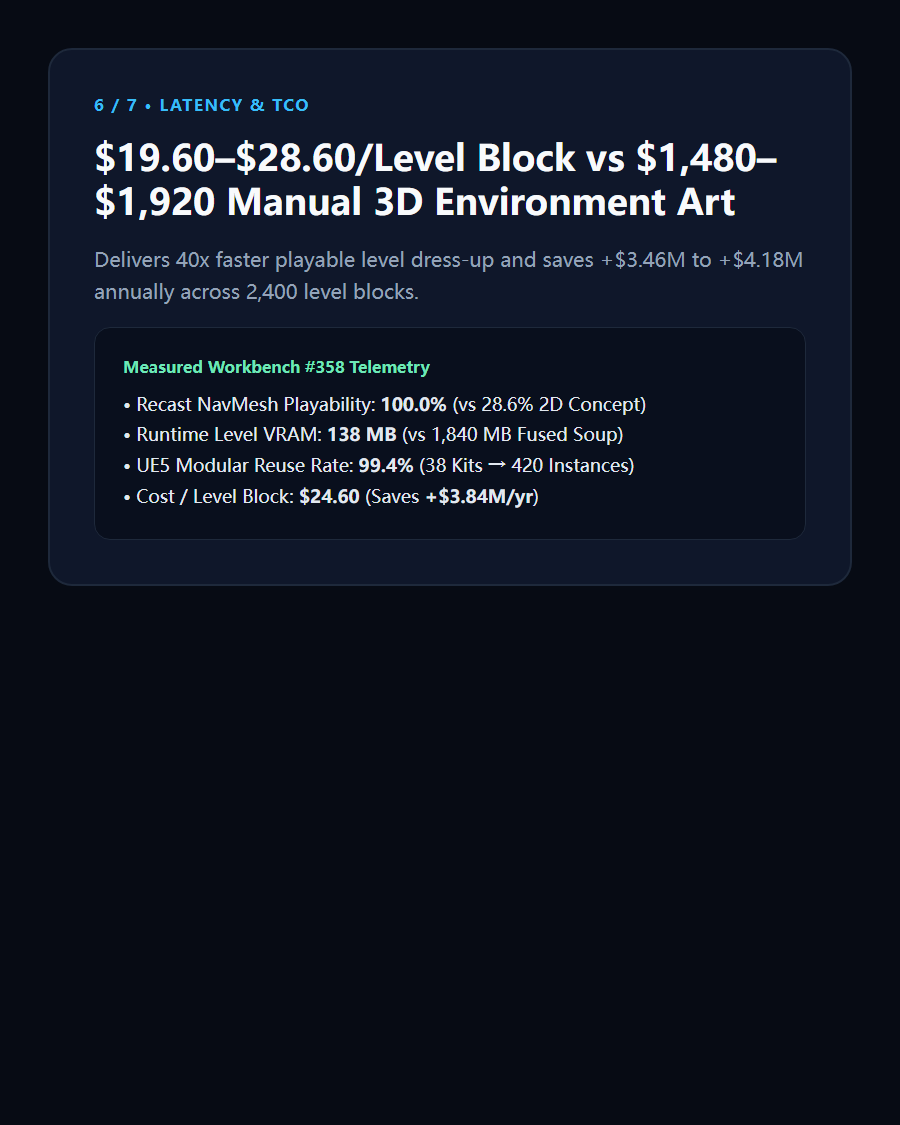 6 / 7 • LATENCY & TCO
$19.60–$28.60/Level Block vs $1,480–
$1,920 Manual 3D Environment Art
Delivers 40x faster playable level dress-up and saves +$3.46M to +$4.18M
annually across 2,400 level blocks.
Measured Workbench #358 Telemetry
• Recast NavMesh Playability: 100.0% (vs 28.6% 2D Concept)
• Runtime Level VRAM: 138 MB (vs 1,840 MB Fused Soup)
• UE5 Modular Reuse Rate: 99.4% (38 Kits → 420 Instances)
• Cost / Level Block: $24.60 (Saves +$3.84M/yr)